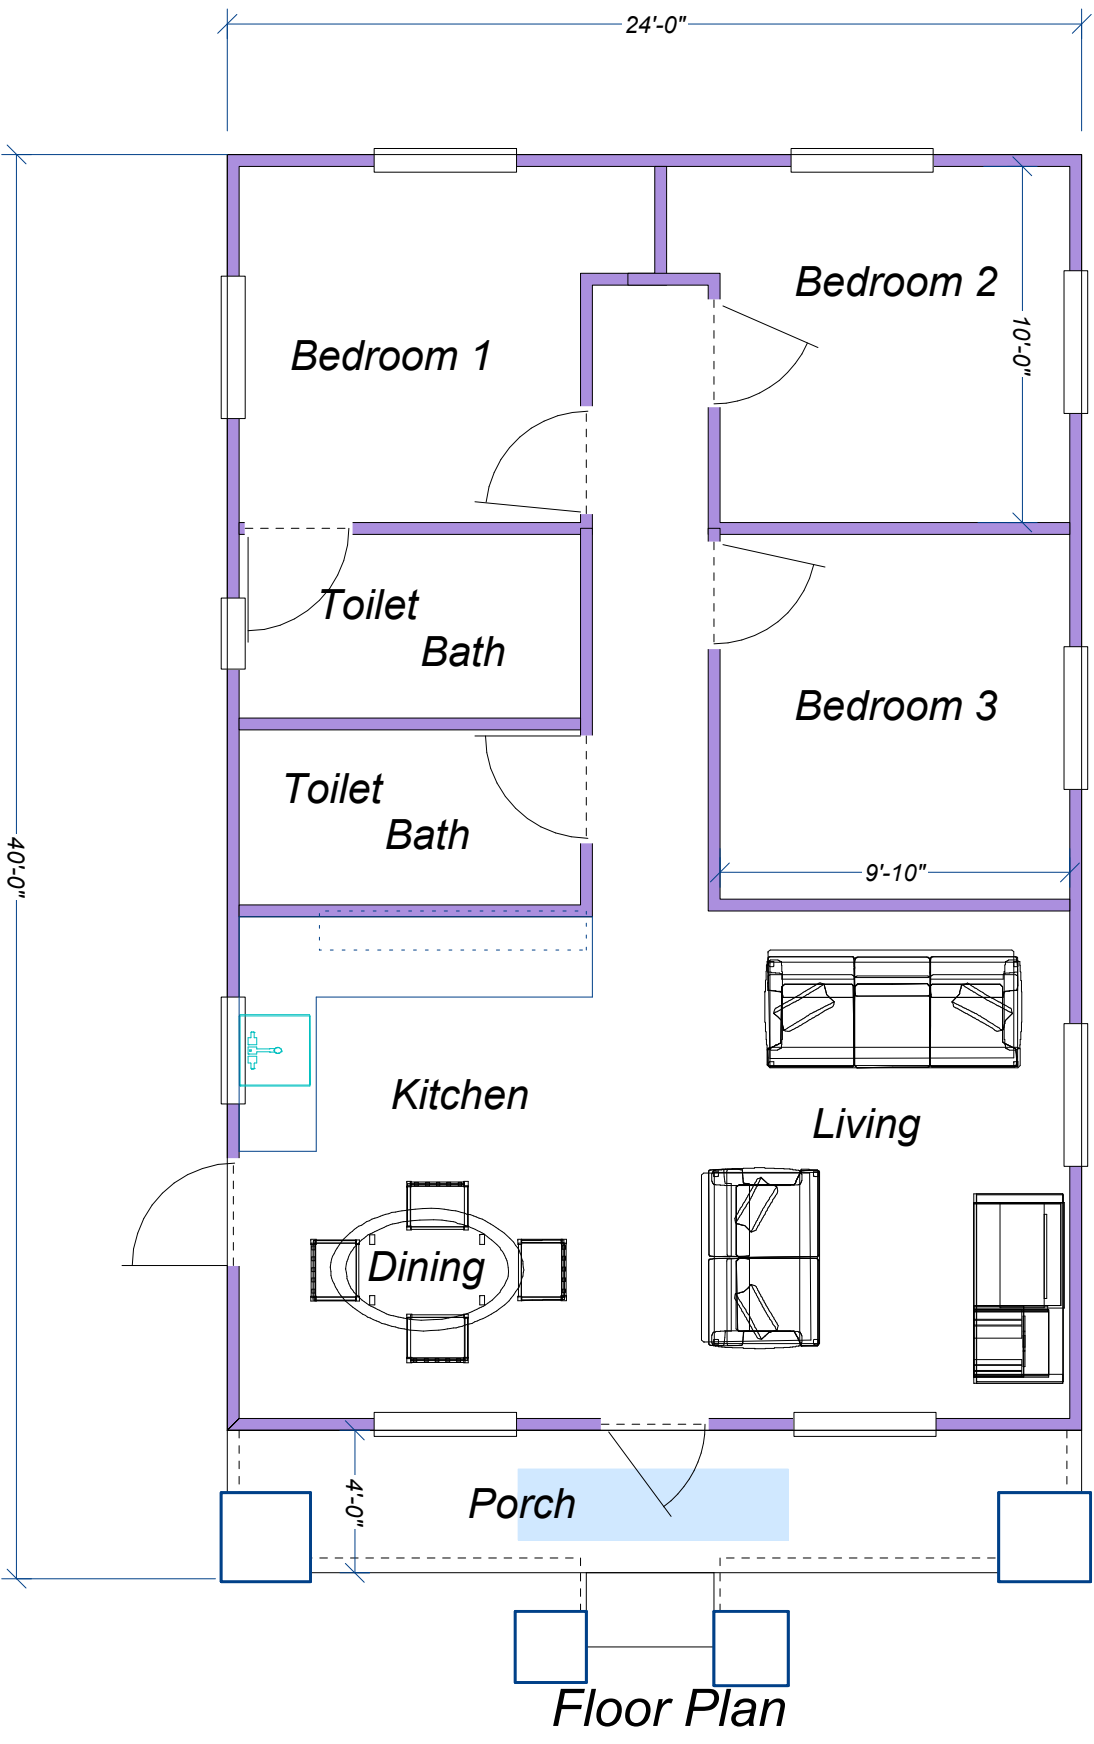 24'-0"
Bedroom 2
10'-0"
Bedroom 1
Toilet
Bath
Bedroom 3
Toilet
Bath
40'-0"
9'-10"
Kitchen
Living
Dining
4'-0"
Porch
Floor Plan